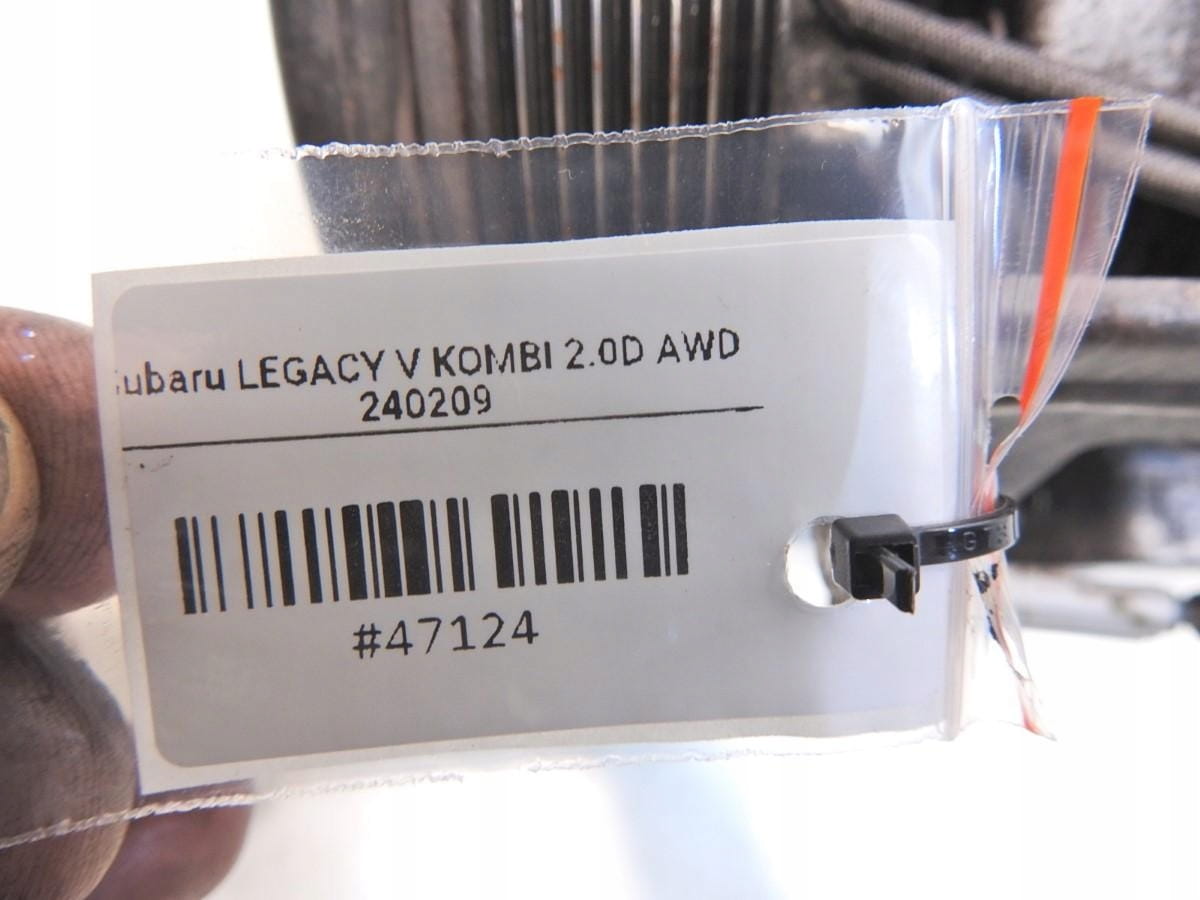 Subaru LEGACY V KOMBI 2.0D AWD
240209
#47124